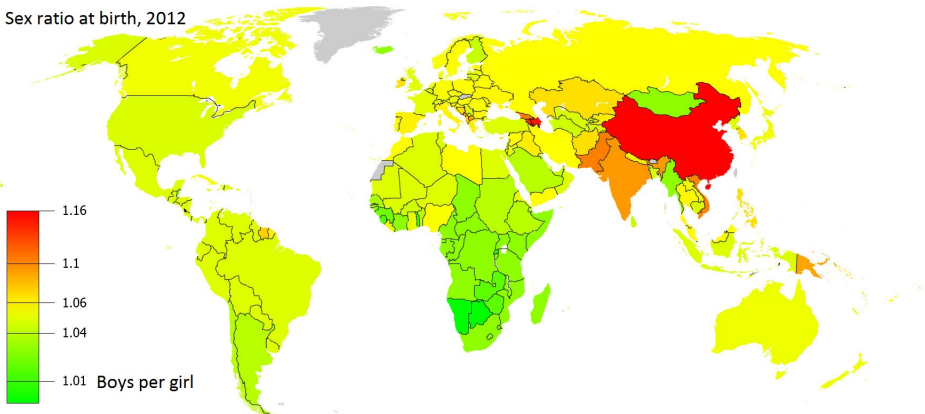 Sex ratio at birth, 2012
1.16
1.1
1.06
1.04
1.01
Boys per girl